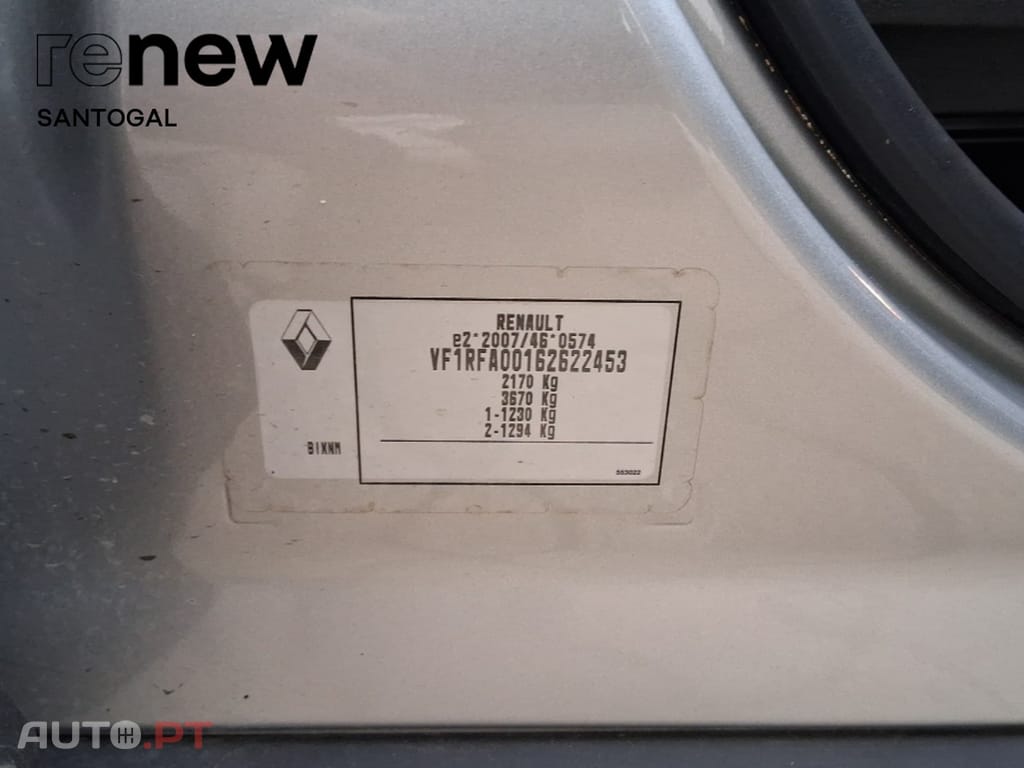 renew
SANTOGAL
RENAULT
e2*2007/46*0574
VF1RFA00162622453
2170 Kg
3670 Kg
1-1230 Kg
2-1294 Kg
BIXNM
553022
AUTO.PT